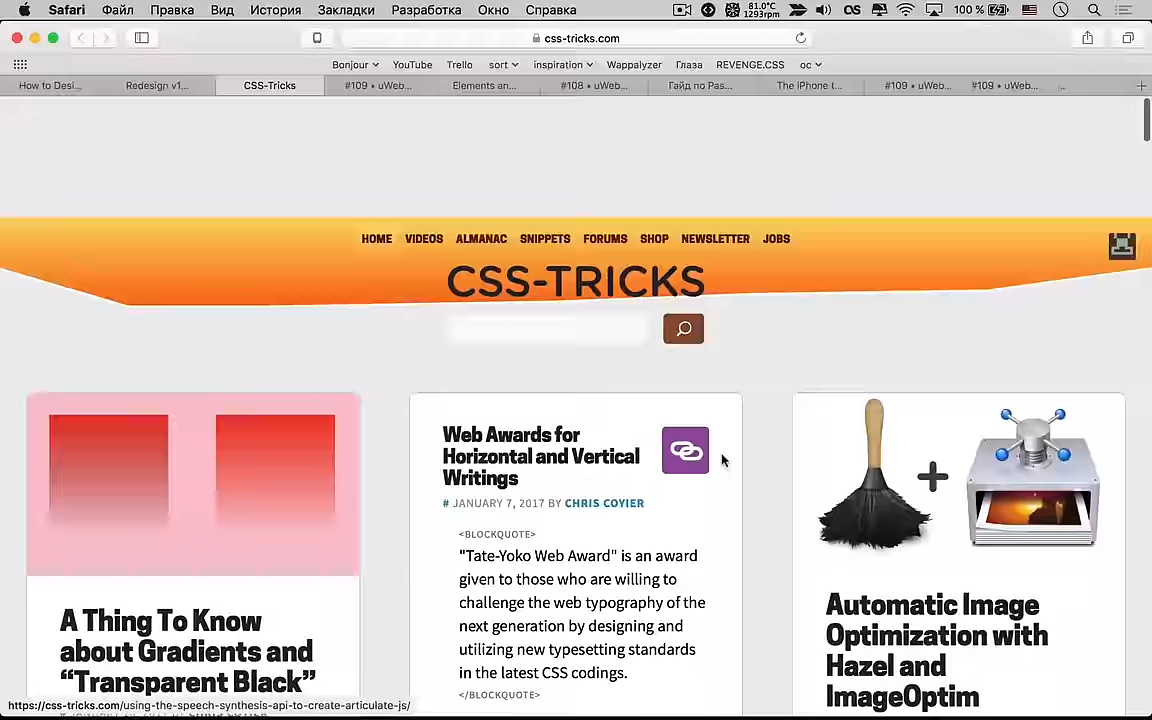 Safari Файл Правка Вид История Закладки Разработка Окно Справка 81.0°C 1293rpm 100 %
css-tricks.com
Bonjour YouTube Trello sort inspiration Wappalyzer Глаза REVENGE.CSS ос
How to Desi... Redesign v1... CSS-Tricks #109 • uWeb... Elements an... #108 • uWeb... Гайд по Рас... The iPhone t... #109 • uWeb... #109 • uWeb... ...
HOME VIDEOS ALMANAC SNIPPETS FORUMS SHOP NEWSLETTER JOBS
CSS-TRICKS
A Thing To Know
about Gradients and
“Transparent Black”
Web Awards for
Horizontal and Vertical
Writings
# JANUARY 7, 2017 BY CHRIS COYIER
<BLOCKQUOTE>
"Tate-Yoko Web Award" is an award
given to those who are willing to
challenge the web typography of the
next generation by designing and
utilizing new typesetting standards
in the latest CSS codings.
</BLOCKQUOTE>
Automatic Image
Optimization with
Hazel and
ImageOptim
https://css-tricks.com/using-the-speech-synthesis-api-to-create-articulate-js/